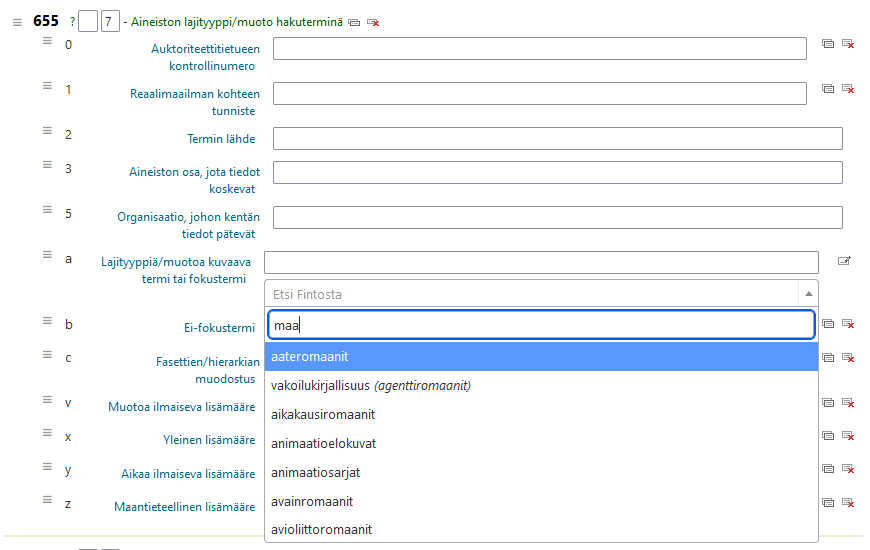 655 ? 7 - Aineiston lajityyppi/muoto hakuterminä
0 Auktoriteettitietueen
kontrollinumero
1 Reaalimaailman kohteen
tunniste
2 Termin lähde
3 Aineiston osa, jota tiedot
koskevat
5 Organisaatio, johon kentän
tiedot pätevät
a Lajityyppiä/muotoa kuvaava
termi tai fokustermi
Etsi Fintosta
maa
aateromaanit
vakoilukirjallisuus (agenttiromaanit)
aikakausiromaanit
animaatioelokuvat
animaatiosarjat
avainromaanit
avioliittoromaanit
b Ei-fokustermi
c Fasettien/hierarkian
muodostus
v Muotoa ilmaiseva lisämääre
x Yleinen lisämääre
y Aikaa ilmaiseva lisämääre
z Maantieteellinen lisämääre